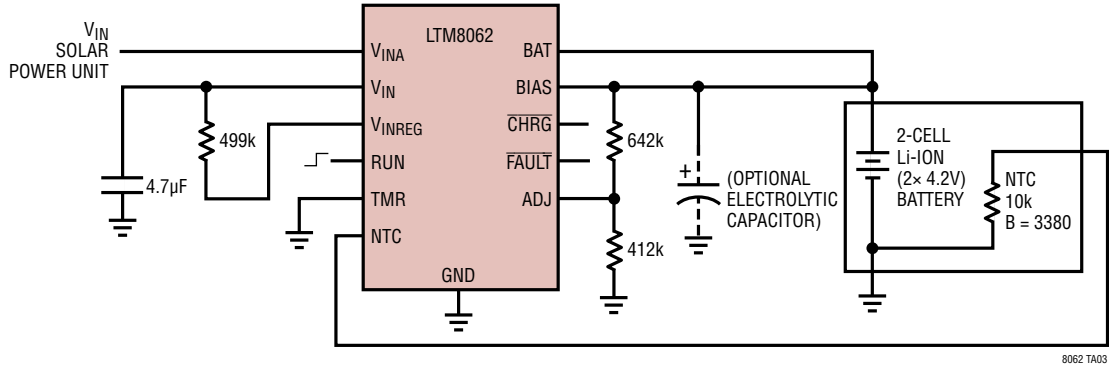 VIN
SOLAR
POWER UNIT
499k
4.7µF
LTM8062
VINA
VIN
VINREG
RUN
TMR
NTC
GND
BAT
BIAS
CHRG
FAULT
ADJ
642k
412k
+
(OPTIONAL
ELECTROLYTIC
CAPACITOR)
2-CELL
Li-ION
(2× 4.2V)
BATTERY
NTC
10k
B = 3380
8062 TA03